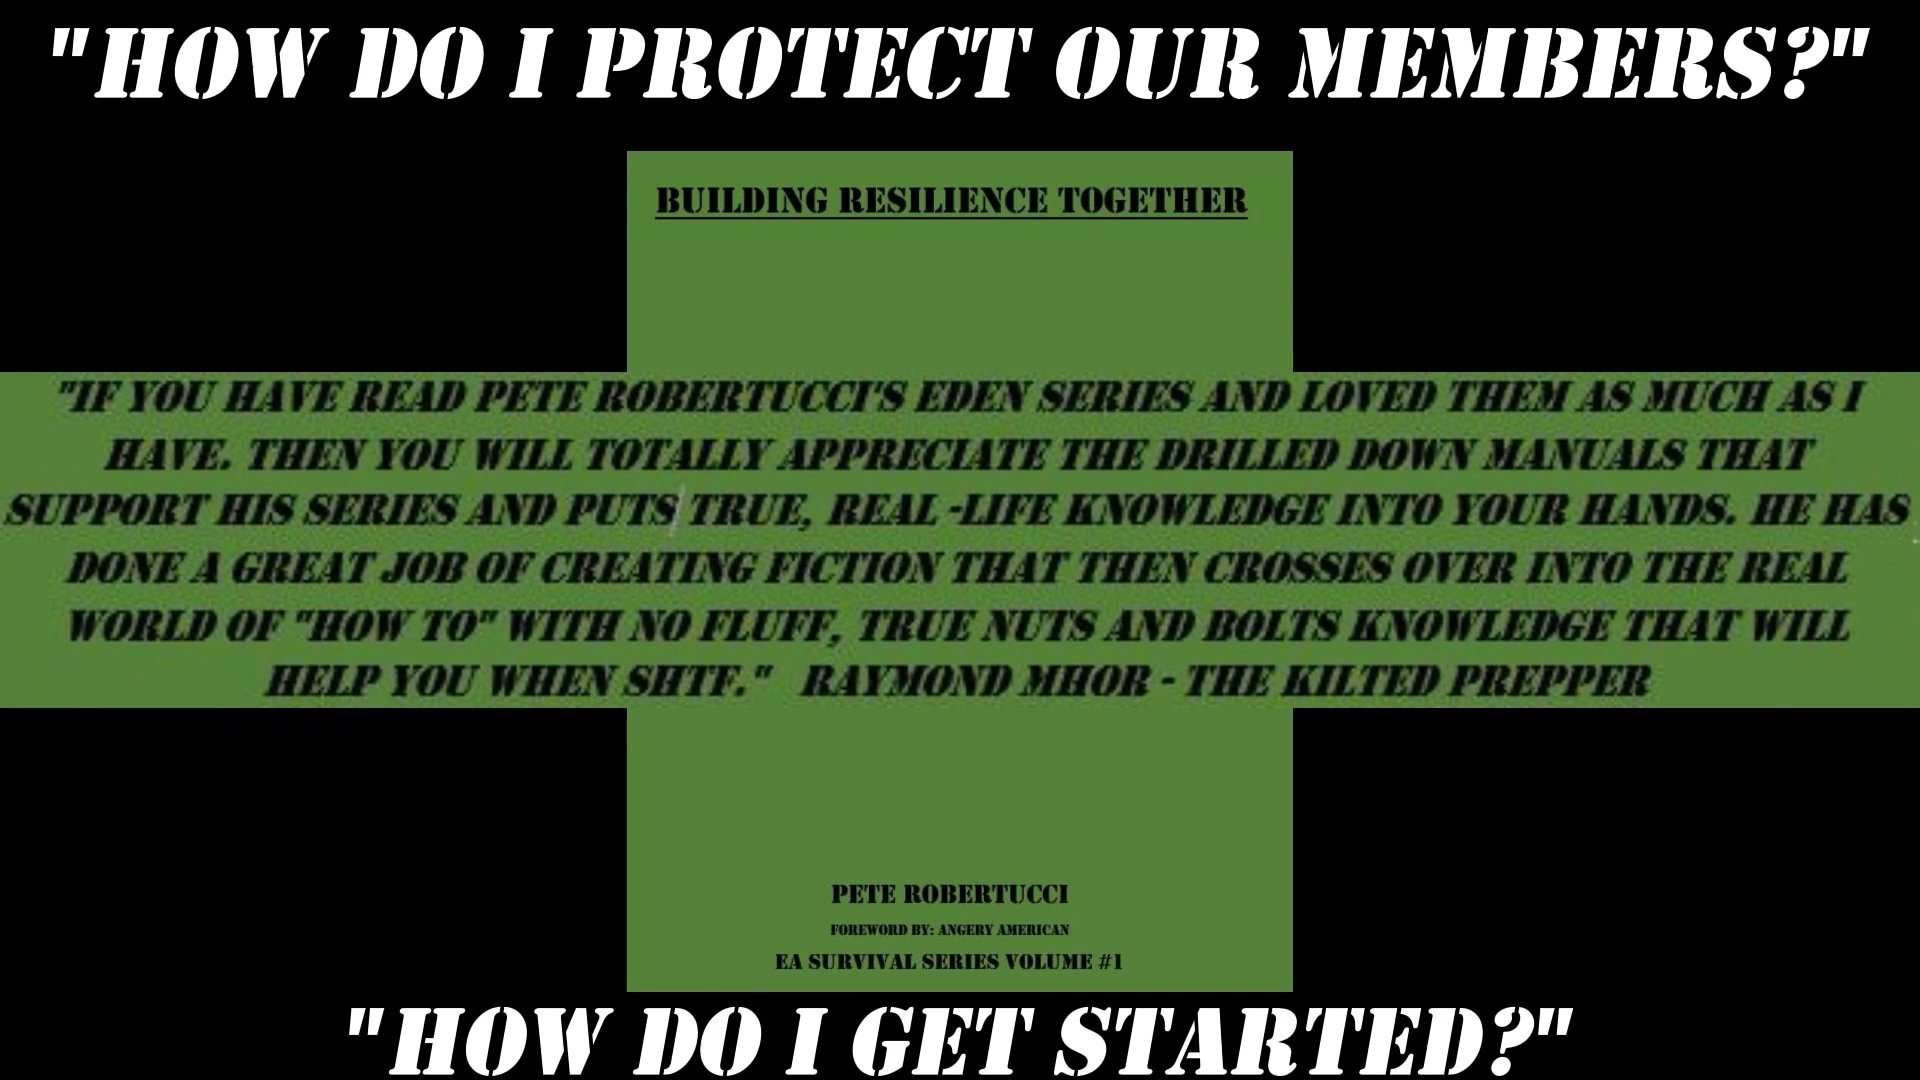 "HOW DO I PROTECT OUR MEMBERS?"
BUILDING RESILIENCE TOGETHER
"IF YOU HAVE READ PETE ROBERTUCCI'S EDEN SERIES AND LOVED THEM AS MUCH AS I
HAVE. THEN YOU WILL TOTALLY APPRECIATE THE DRILLED DOWN MANUALS THAT
SUPPORT HIS SERIES AND PUTS TRUE, REAL -LIFE KNOWLEDGE INTO YOUR HANDS. HE HAS
DONE A GREAT JOB OF CREATING FICTION THAT THEN CROSSES OVER INTO THE REAL
WORLD OF "HOW TO" WITH NO FLUFF, TRUE NUTS AND BOLTS KNOWLEDGE THAT WILL
HELP YOU WHEN SHTF." RAYMOND MHOR - THE KILTED PREPPER
PETE ROBERTUCCI
FOREWORD BY: ANGERY AMERICAN
EA SURVIVAL SERIES VOLUME #1
"HOW DO I GET STARTED?"